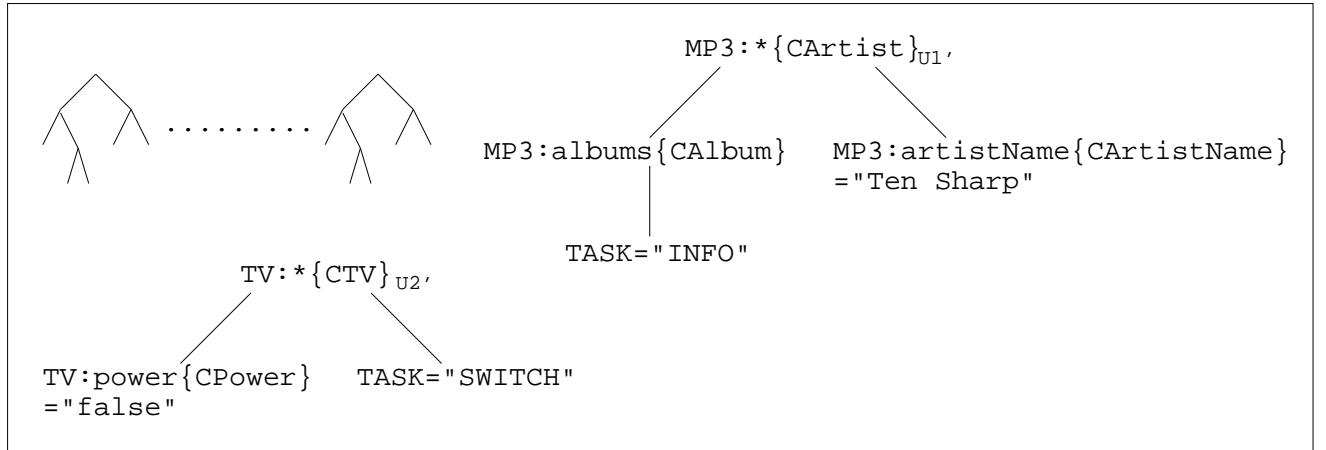 MP3:*{CArtist}U1'
.........
MP3:albums{CAlbum}
MP3:artistName{CArtistName}
="Ten Sharp"
TASK="INFO"
TV:*{CTV}U2'
TV:power{CPower}
="false"
TASK="SWITCH"